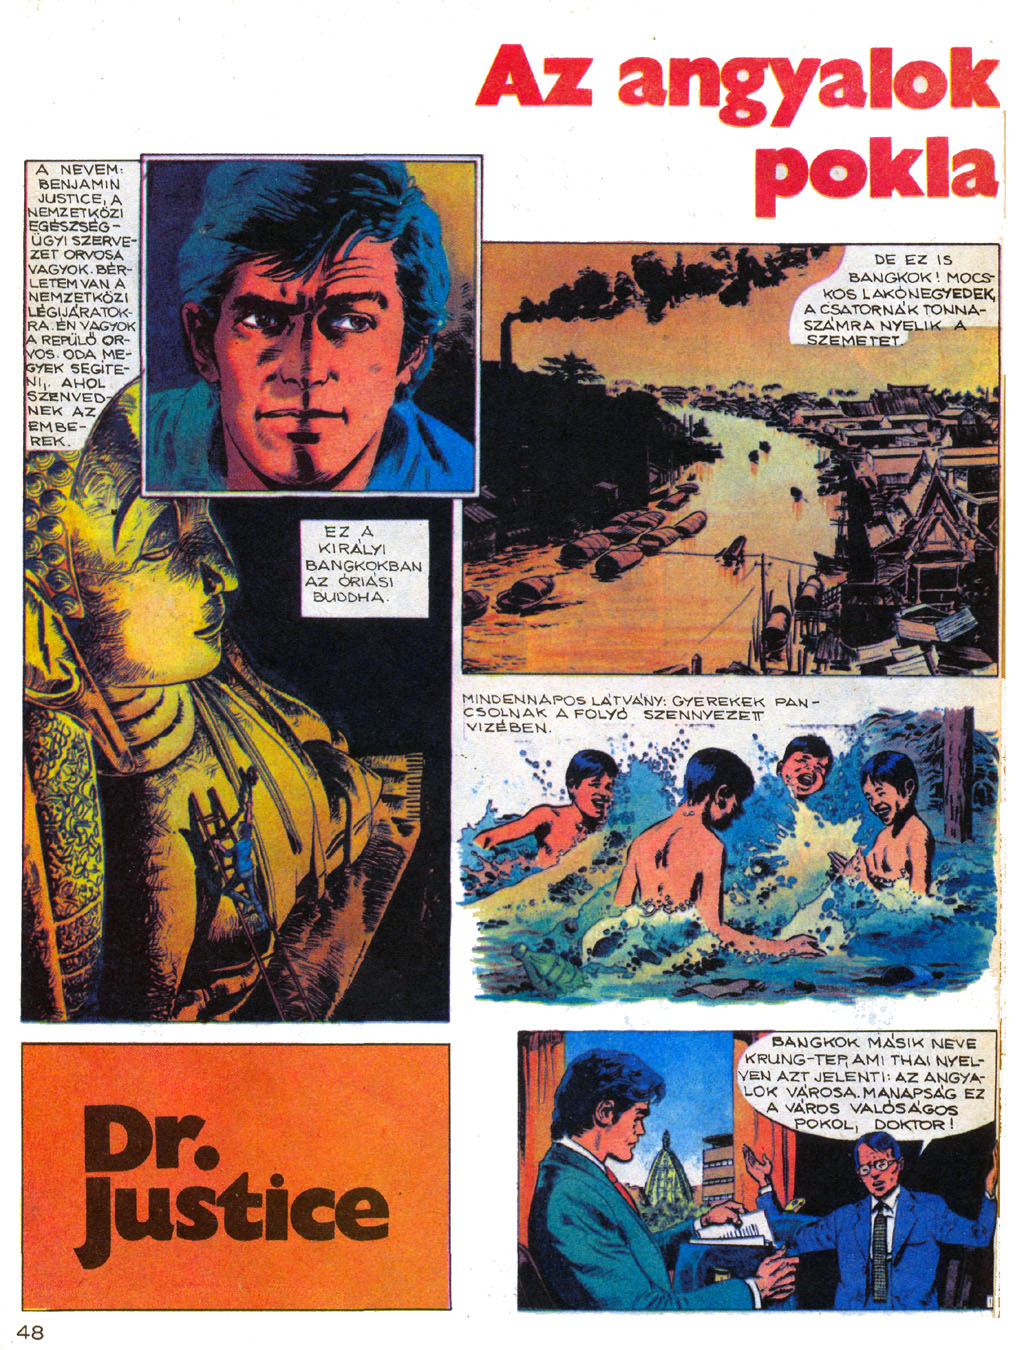 Az angyalok
pokla
A NEVEM:
BENJAMIN
JUSTICE, A
NEMZETKÖZI
EGÉSZSÉG-
ÜGYI SZERVE-
ZET ORVOSA
VAGYOK. BÉR-
LETEM VAN A
NEMZETKÖZI
LÉGIJÁRATOK-
RA. ÉN VAGYOK
A REPÜLŐ OR-
VOS. ODA ME-
GYEK SEGÍTE-
NI, AHOL
SZENVED-
NEK AZ
EMBE-
REK.
EZ A
KIRÁLYI
BANGKOKBAN
AZ ÓRIÁSI
BUDDHA.
DE EZ IS
BANGKOK! MOCS-
KOS LAKÓNEGYEDEK,
A CSATORNÁK TONNA-
SZÁMRA NYELIK A
SZEMETET.
MINDENNAPOS LÁTVÁNY: GYEREKEK PAN-
CSOLNAK A FOLYÓ SZENNYEZETT
VIZÉBEN.
Dr.
Justice
BANGKOK MÁSIK NEVE
KRUNG-TEP, AMI THAI NYEL-
VEN AZT JELENTI: AZ ANGYA-
LOK VÁROSA. MANAPSÁG EZ
A VÁROS VALÓSÁGOS
POKOL, DOKTOR!
1
48